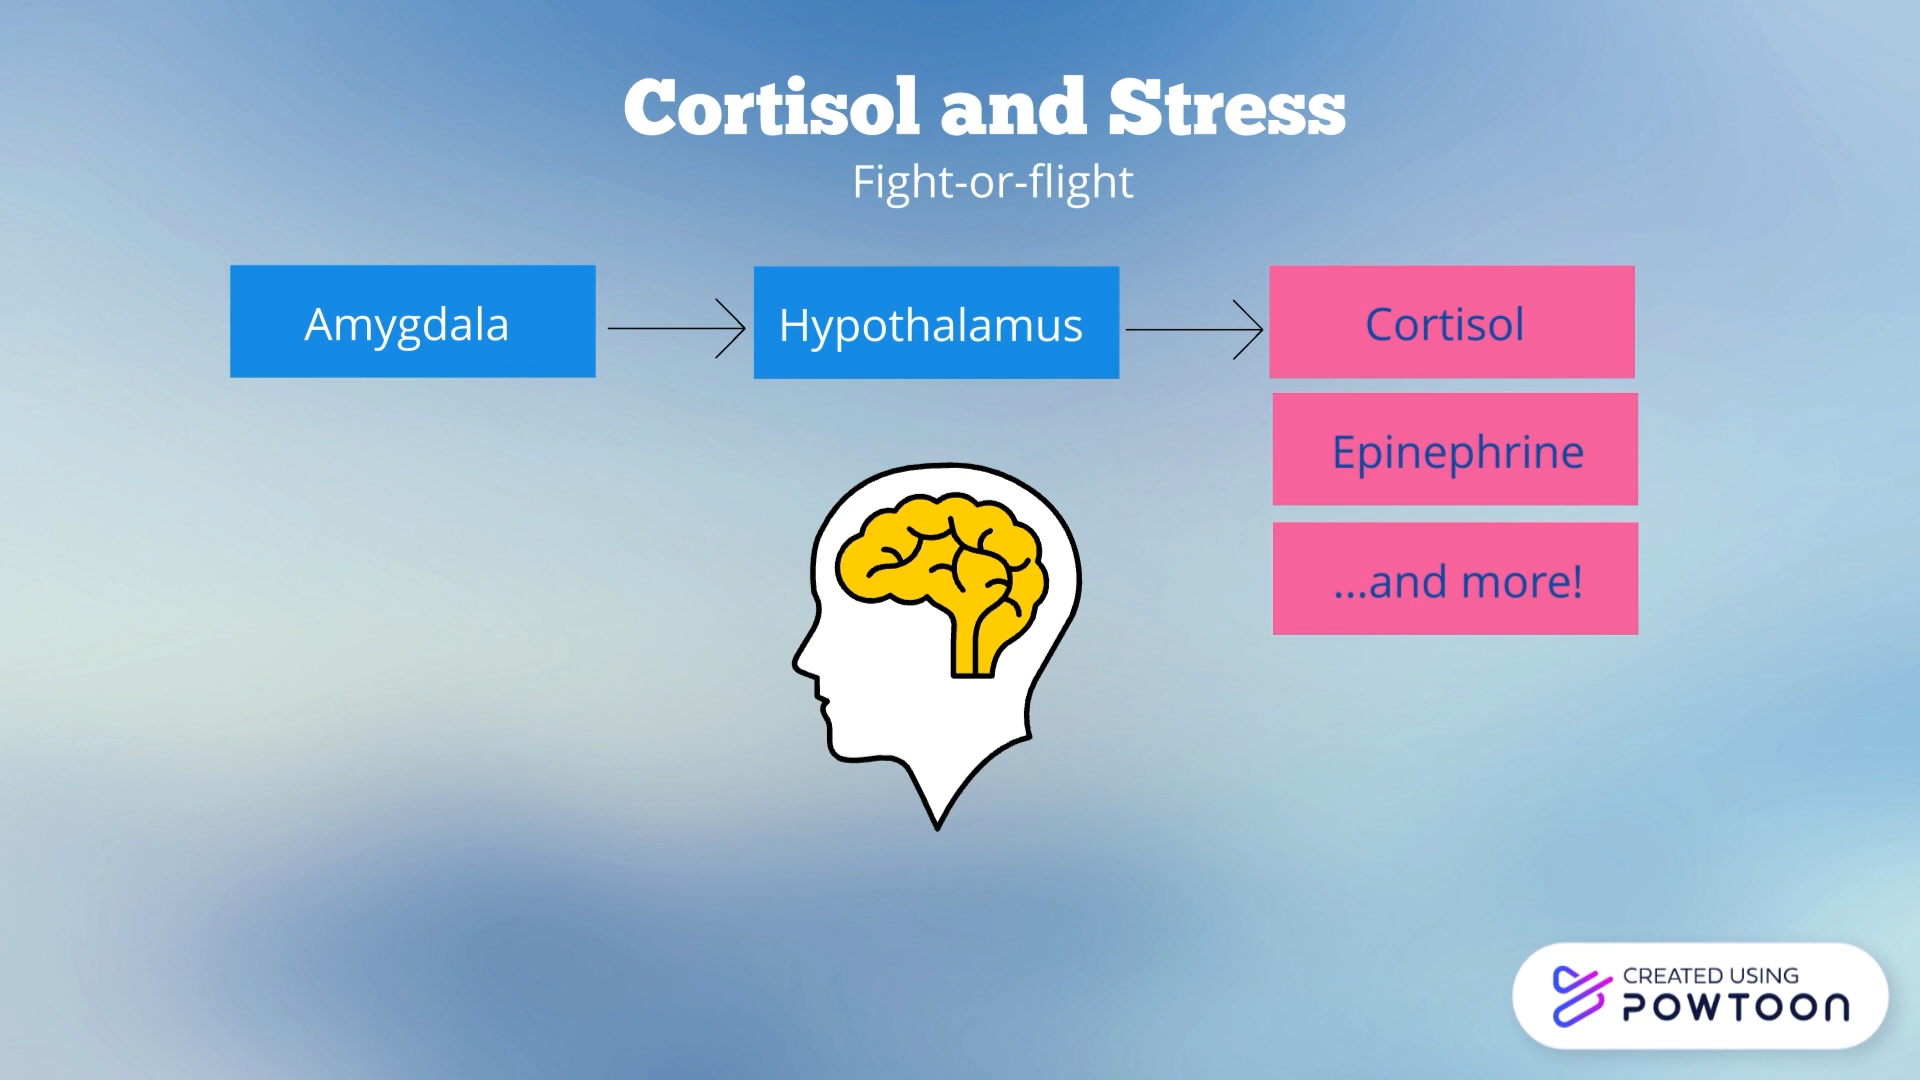 Cortisol and Stress
Fight-or-flight
Amygdala
Hypothalamus
Cortisol
Epinephrine
...and more!
CREATED USING
POWTOON